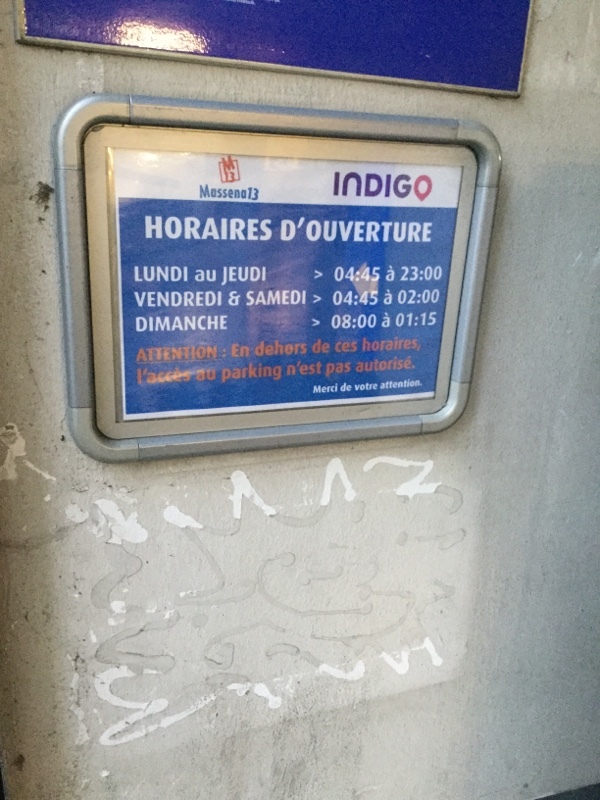 M
13
Massena13
INDIGO
HORAIRES D'OUVERTURE
LUNDI au JEUDI > 04:45 à 23:00
VENDREDI & SAMEDI > 04:45 à 02:00
DIMANCHE > 08:00 à 01:15
ATTENTION : En dehors de ces horaires,
l'accès au parking n'est pas autorisé.
Merci de votre attention.